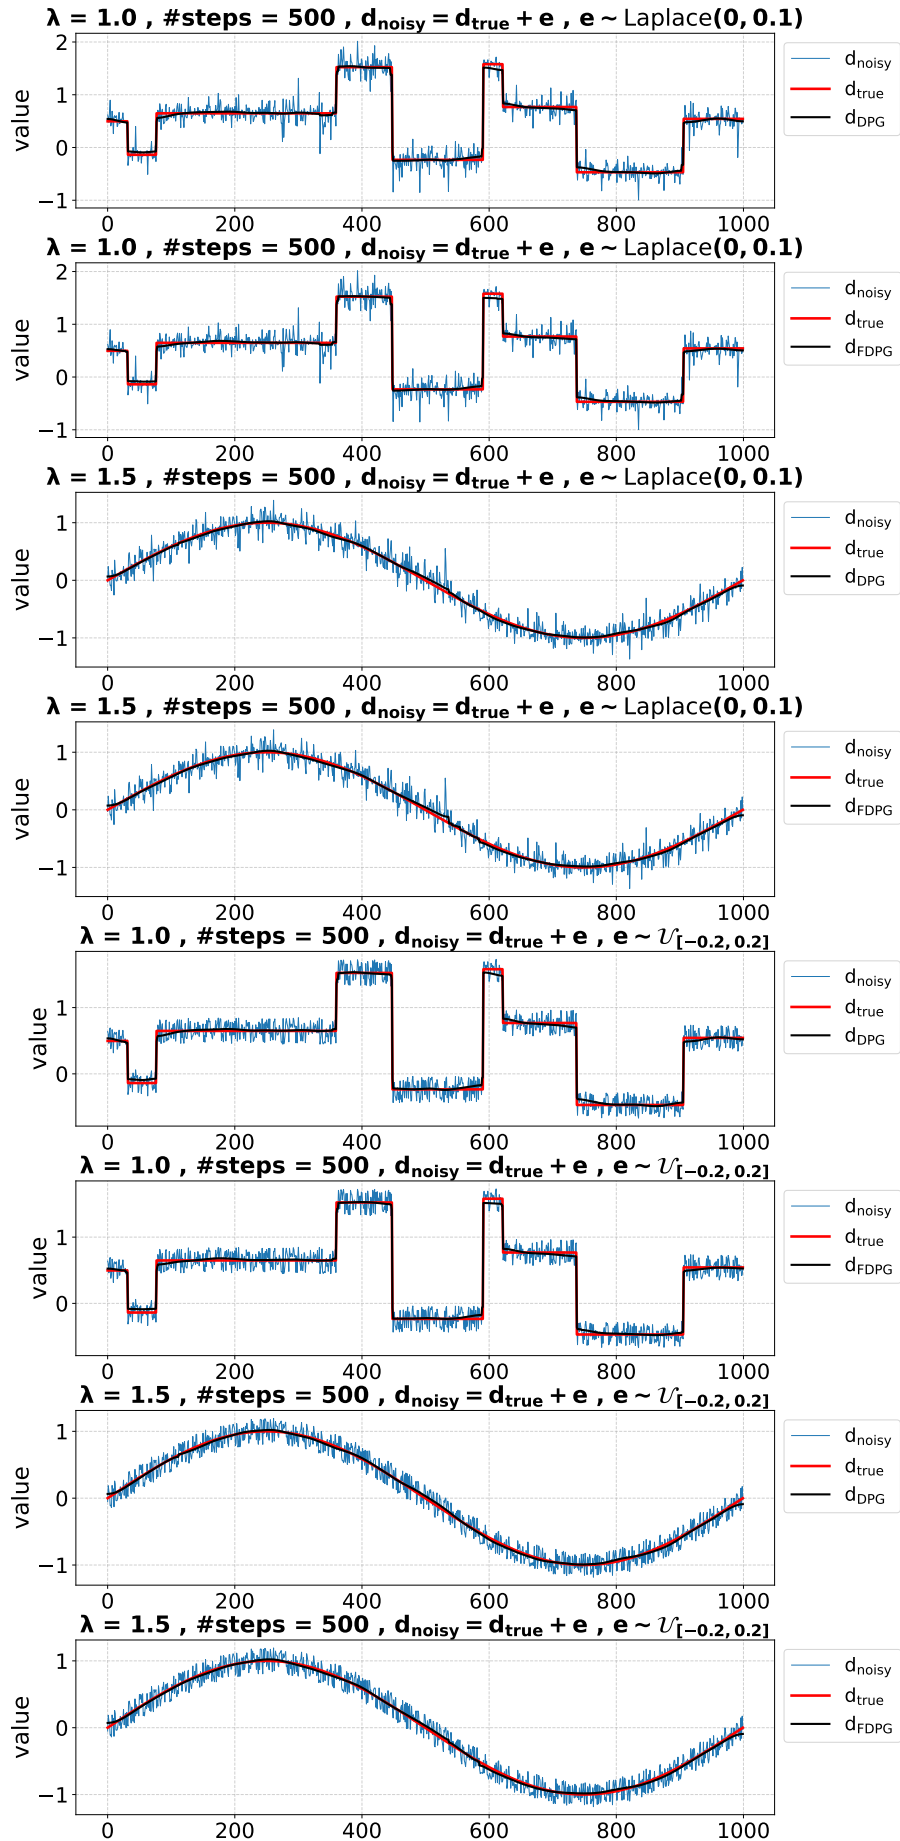 λ = 1.0 , #steps = 500 , d_noisy = d_true + e , e ~ Laplace(0, 0.1)
2
1
0
−1
value
0 200 400 600 800 1000
d_noisy
d_true
d_DPG
λ = 1.0 , #steps = 500 , d_noisy = d_true + e , e ~ Laplace(0, 0.1)
2
1
0
−1
value
0 200 400 600 800 1000
d_noisy
d_true
d_FDPG
λ = 1.5 , #steps = 500 , d_noisy = d_true + e , e ~ Laplace(0, 0.1)
1
0
−1
value
0 200 400 600 800 1000
d_noisy
d_true
d_DPG
λ = 1.5 , #steps = 500 , d_noisy = d_true + e , e ~ Laplace(0, 0.1)
1
0
−1
value
0 200 400 600 800 1000
d_noisy
d_true
d_FDPG
λ = 1.0 , #steps = 500 , d_noisy = d_true + e , e ~ 𝒰_[−0.2, 0.2]
1
0
value
0 200 400 600 800 1000
d_noisy
d_true
d_DPG
λ = 1.0 , #steps = 500 , d_noisy = d_true + e , e ~ 𝒰_[−0.2, 0.2]
1
0
value
0 200 400 600 800 1000
d_noisy
d_true
d_FDPG
λ = 1.5 , #steps = 500 , d_noisy = d_true + e , e ~ 𝒰_[−0.2, 0.2]
1
0
−1
value
0 200 400 600 800 1000
d_noisy
d_true
d_DPG
λ = 1.5 , #steps = 500 , d_noisy = d_true + e , e ~ 𝒰_[−0.2, 0.2]
1
0
−1
value
0 200 400 600 800 1000
d_noisy
d_true
d_FDPG